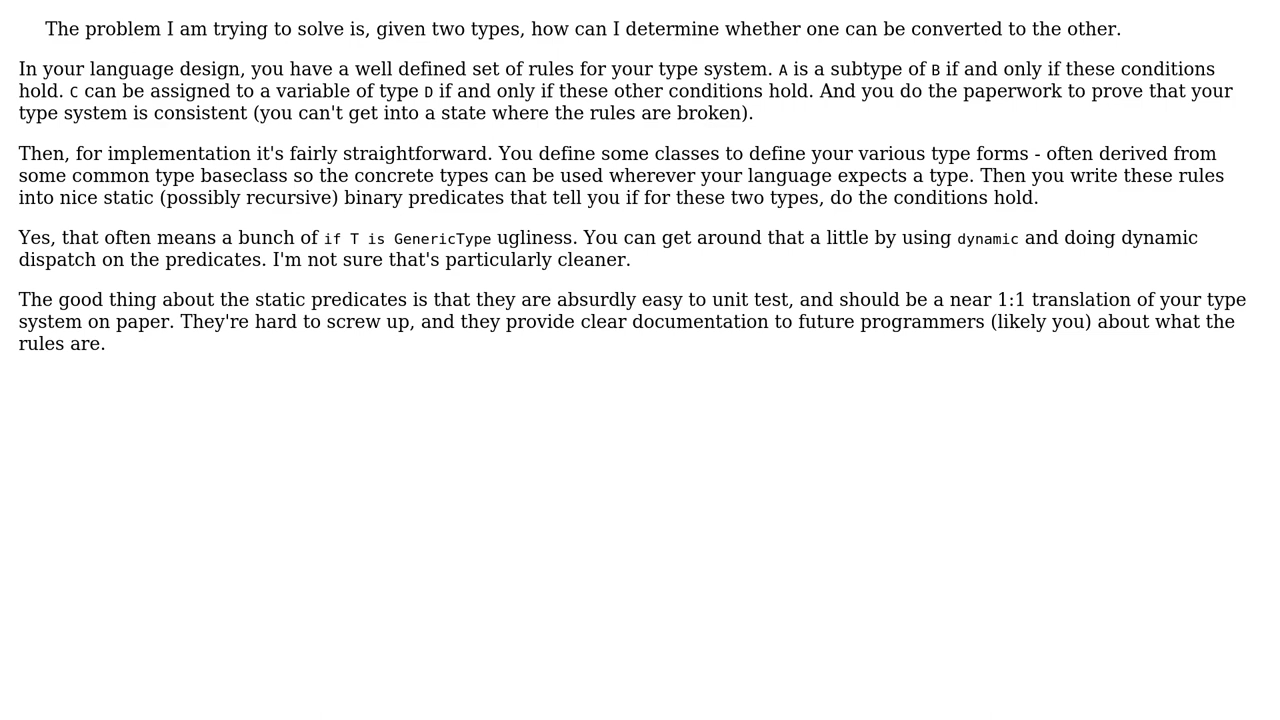 The problem I am trying to solve is, given two types, how can I determine whether one can be converted to the other.
In your language design, you have a well defined set of rules for your type system. A is a subtype of B if and only if these conditions
hold. C can be assigned to a variable of type D if and only if these other conditions hold. And you do the paperwork to prove that your
type system is consistent (you can't get into a state where the rules are broken).
Then, for implementation it's fairly straightforward. You define some classes to define your various type forms - often derived from
some common type baseclass so the concrete types can be used wherever your language expects a type. Then you write these rules
into nice static (possibly recursive) binary predicates that tell you if for these two types, do the conditions hold.
Yes, that often means a bunch of if T is GenericType ugliness. You can get around that a little by using dynamic and doing dynamic
dispatch on the predicates. I'm not sure that's particularly cleaner.
The good thing about the static predicates is that they are absurdly easy to unit test, and should be a near 1:1 translation of your type
system on paper. They're hard to screw up, and they provide clear documentation to future programmers (likely you) about what the
rules are.